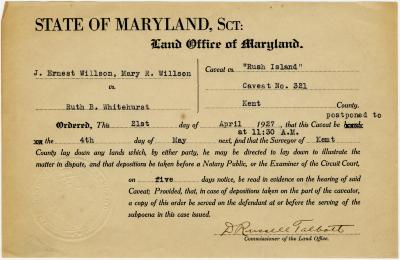 STATE OF MARYLAND, SCT:
Land Office of Maryland.
J. Ernest Willson, Mary R. Willson
vs.
Ruth B. Whitehurst
Caveat vs. "Rush Island"
Caveat No. 321
Kent County.
postponed to
Ordered, The 21st day of April 1927, that this Caveat be
at 11:30 A.M.
the 4th day of May next, and that the Surveyor of Kent
County lay down any lands which, by either party, he may be directed to lay down to illustrate the
matter in dispute, and that depositions be taken before a Notary Public, or the Examiner of the Circuit Court,
on five days notice, be read in evidence on the hearing of said
Caveat; Provided, that, in case of depositions taken on the part of the caveator,
a copy of this order be served on the defendant at or before the serving of the
subpoena in this case issued.
D. Russell Talbott
Commissioner of the Land Office.